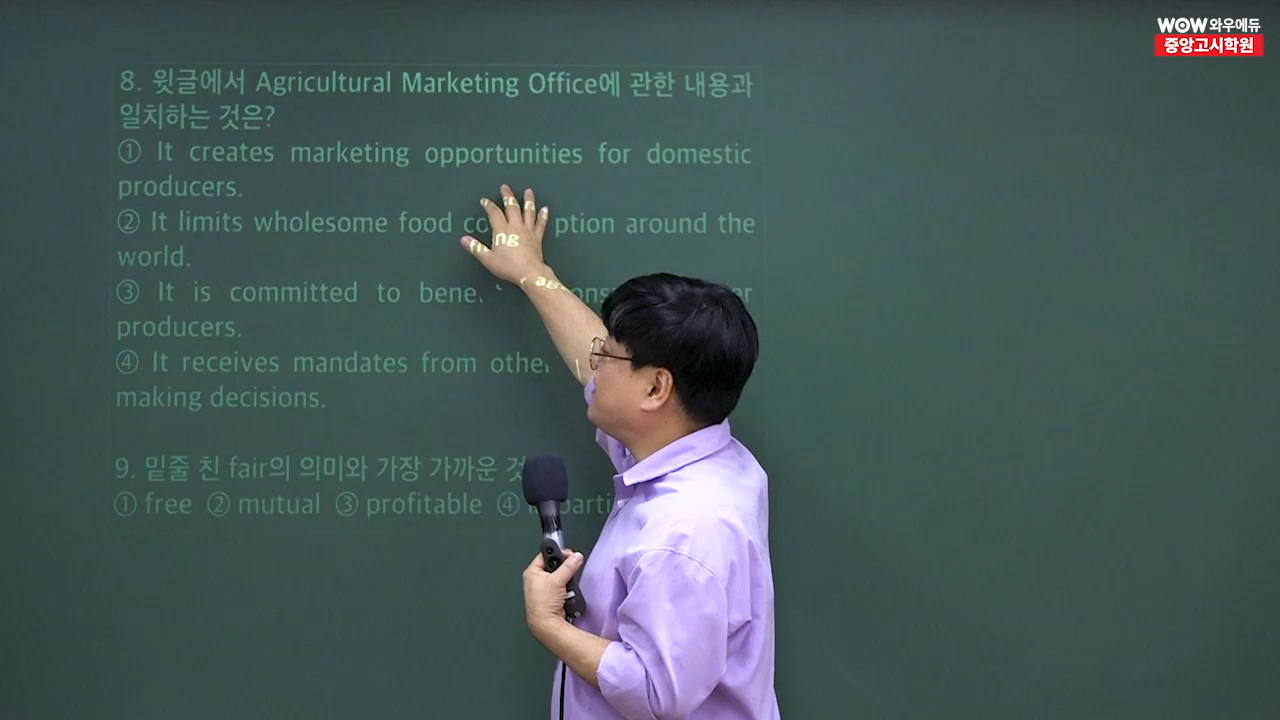 WOW 와우에듀
중앙고시학원
8. 윗글에서 Agricultural Marketing Office에 관한 내용과
일치하는 것은?
① It creates marketing opportunities for domestic
producers.
② It limits wholesome food around the
world.
③ It is committed to
producers.
④ It receives mandates from
making decisions.
9. 밑줄 친 fair의 의미와 가장 가까운
① free ② mutual ③ profitable ④